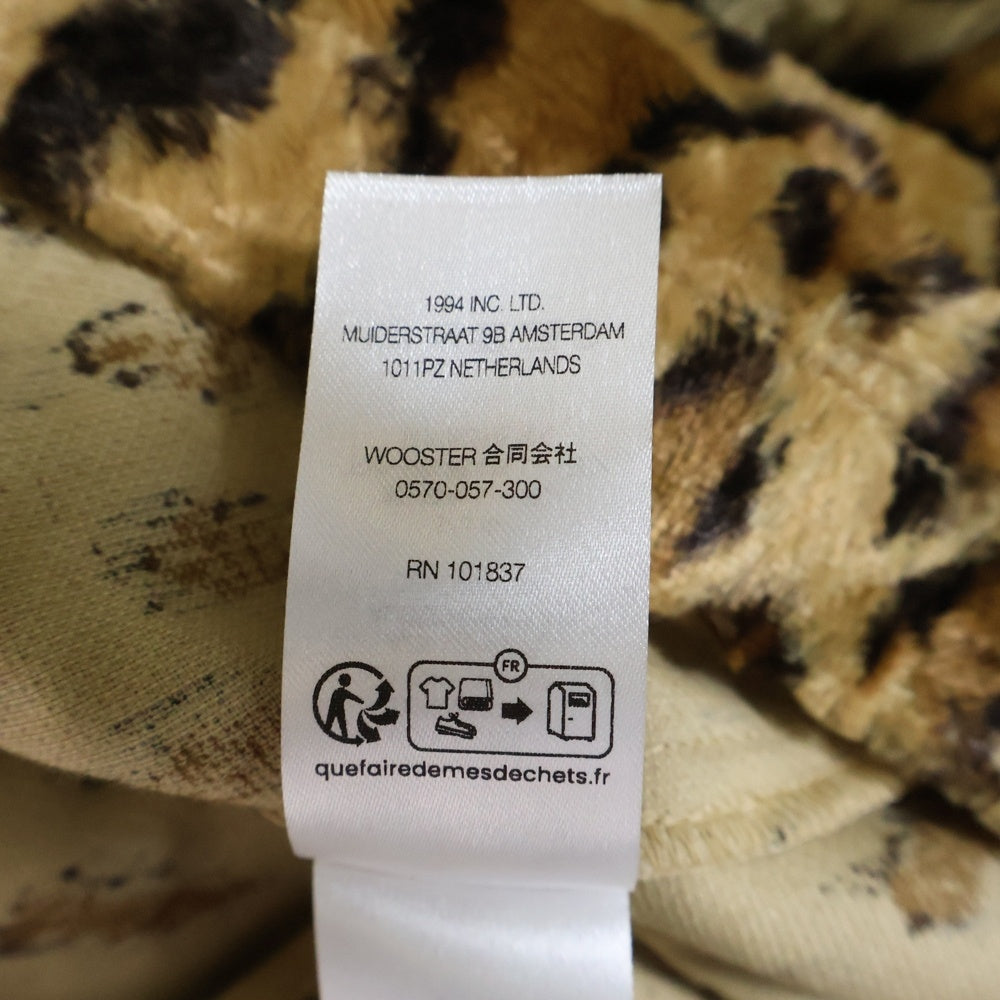 1994 INC. LTD.
MUIDERSTRAAT 9B AMSTERDAM
1011PZ NETHERLANDS
WOOSTER 合同会社
0570-057-300
RN 101837
FR
quefairedemesdechets.fr